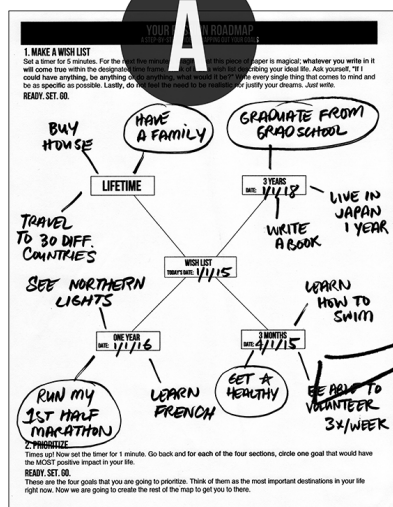 YOUR PASSION ROADMAP
A
1. MAKE A WISH LIST
Set a timer for 5 minutes. For the next five minutes, this piece of paper is magical; whatever you write in it
will come true within the designated time frame. a wish list describing your ideal life. Ask yourself, "If I
could have anything, be anything or do anything, what would it be?" Write every single thing that comes to mind and
be as specific as possible. Lastly, do not feel the need to be realistic or justify your dreams. Just write.
READY. SET. GO.
BUY
HOUSE
HAVE
A FAMILY
GRADUATE FROM
GRAD SCHOOL
LIFETIME
3 YEARS
DATE: 1/1/18
TRAVEL
TO 30 DIFF.
COUNTRIES
WRITE
A BOOK
LIVE IN
JAPAN
1 YEAR
WISH LIST
TODAY'S DATE: 1/1/15
SEE NORTHERN
LIGHTS
LEARN
HOW TO
SWIM
ONE YEAR
DATE: 1/1/16
3 MONTHS
DATE: 4/1/15
RUN MY
1ST HALF
MARATHON
LEARN
FRENCH
GET
HEALTHY
BE ABLE TO
VOLUNTEER
3X/WEEK
2. PRIORITIZE
Times up! Now set the timer for 1 minute. Go back and for each of the four sections, circle one goal that would have
the MOST positive impact in your life.
READY. SET. GO.
These are the four goals that you are going to prioritize. Think of them as the most important destinations in your life
right now. Now we are going to create the rest of the map to get you to there.